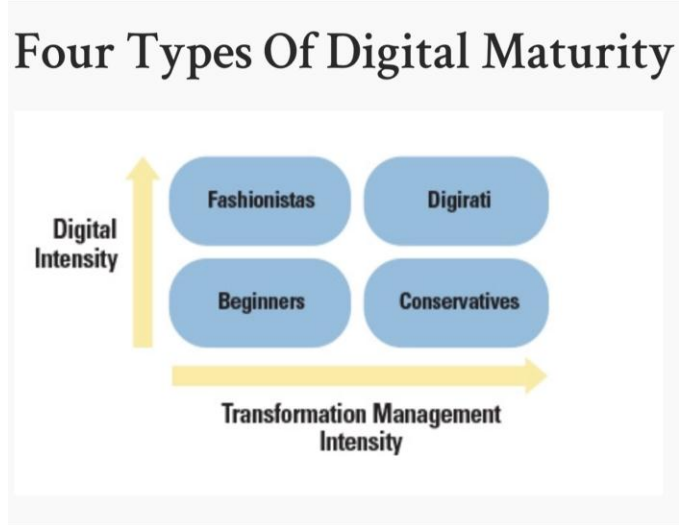 Four Types Of Digital Maturity
Fashionistas
Digirati
Digital
Intensity
Beginners
Conservatives
Transformation Management
Intensity